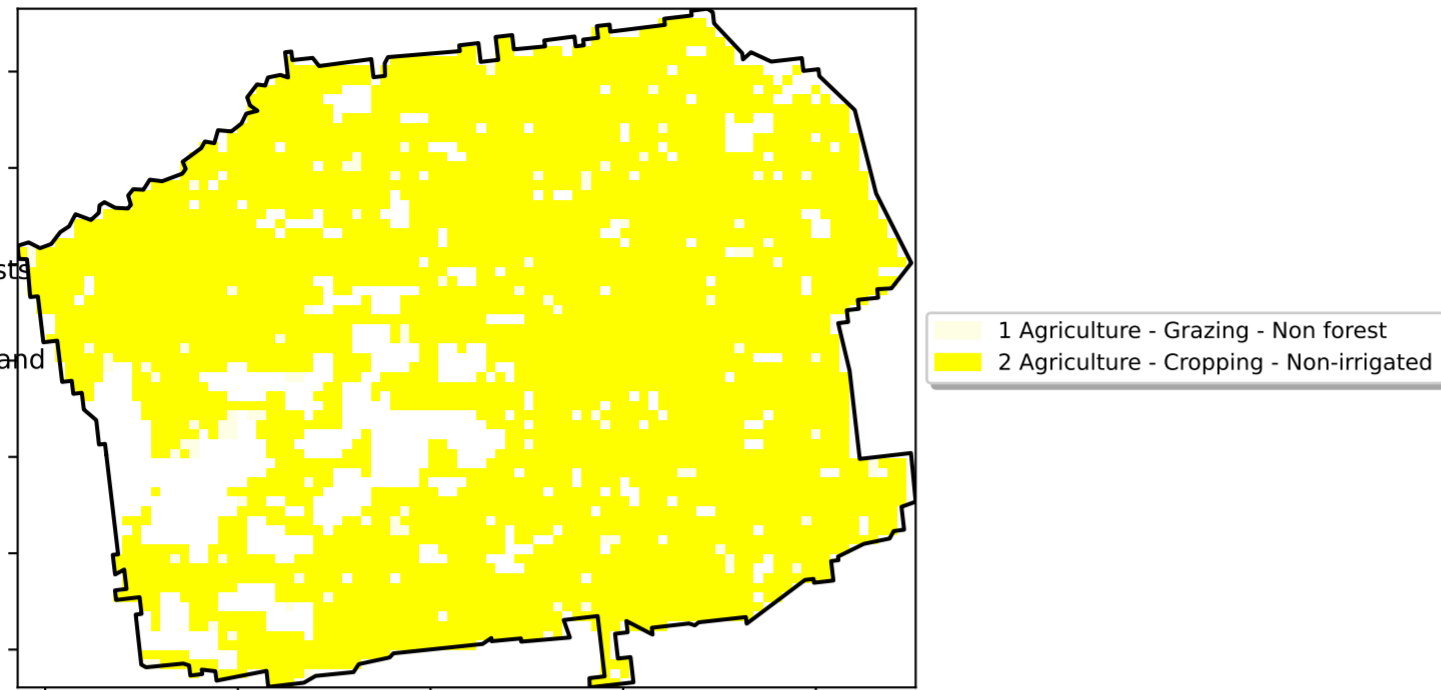 sts
and
1 Agriculture - Grazing - Non forest
2 Agriculture - Cropping - Non-irrigated